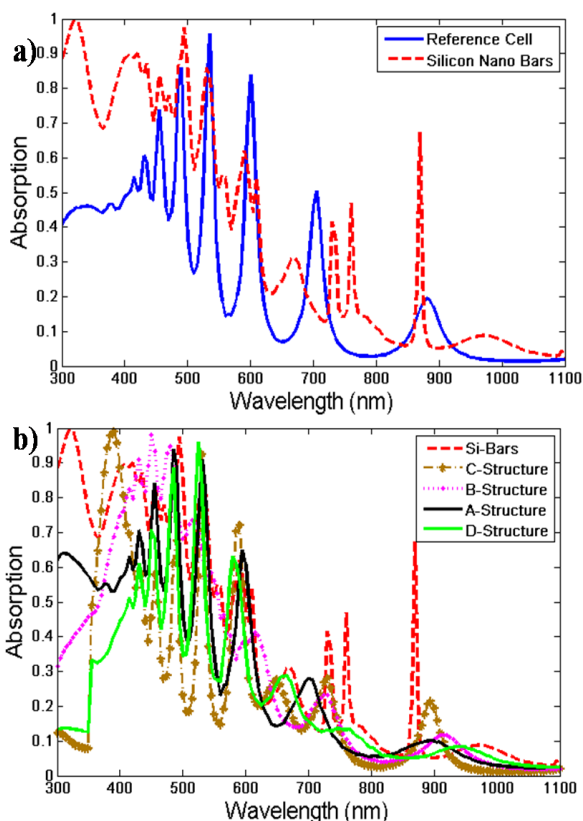 a)
1
0.9
0.8
0.7
0.6
0.5
0.4
0.3
0.2
0.1
0
Absorption
Reference Cell
Silicon Nano Bars
300 400 500 600 700 800 900 1000 1100
Wavelength (nm)
b)
1
0.9
0.8
0.7
0.6
0.5
0.4
0.3
0.2
0.1
0
Absorption
Si-Bars
C-Structure
B-Structure
A-Structure
D-Structure
300 400 500 600 700 800 900 1000 1100
Wavelength (nm)